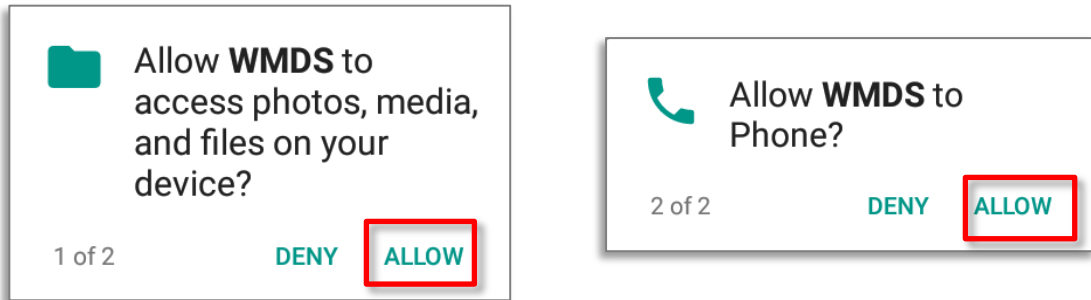 Allow WMDS to
access photos, media,
and files on your
device?
1 of 2
DENY
ALLOW
Allow WMDS to
Phone?
2 of 2
DENY
ALLOW